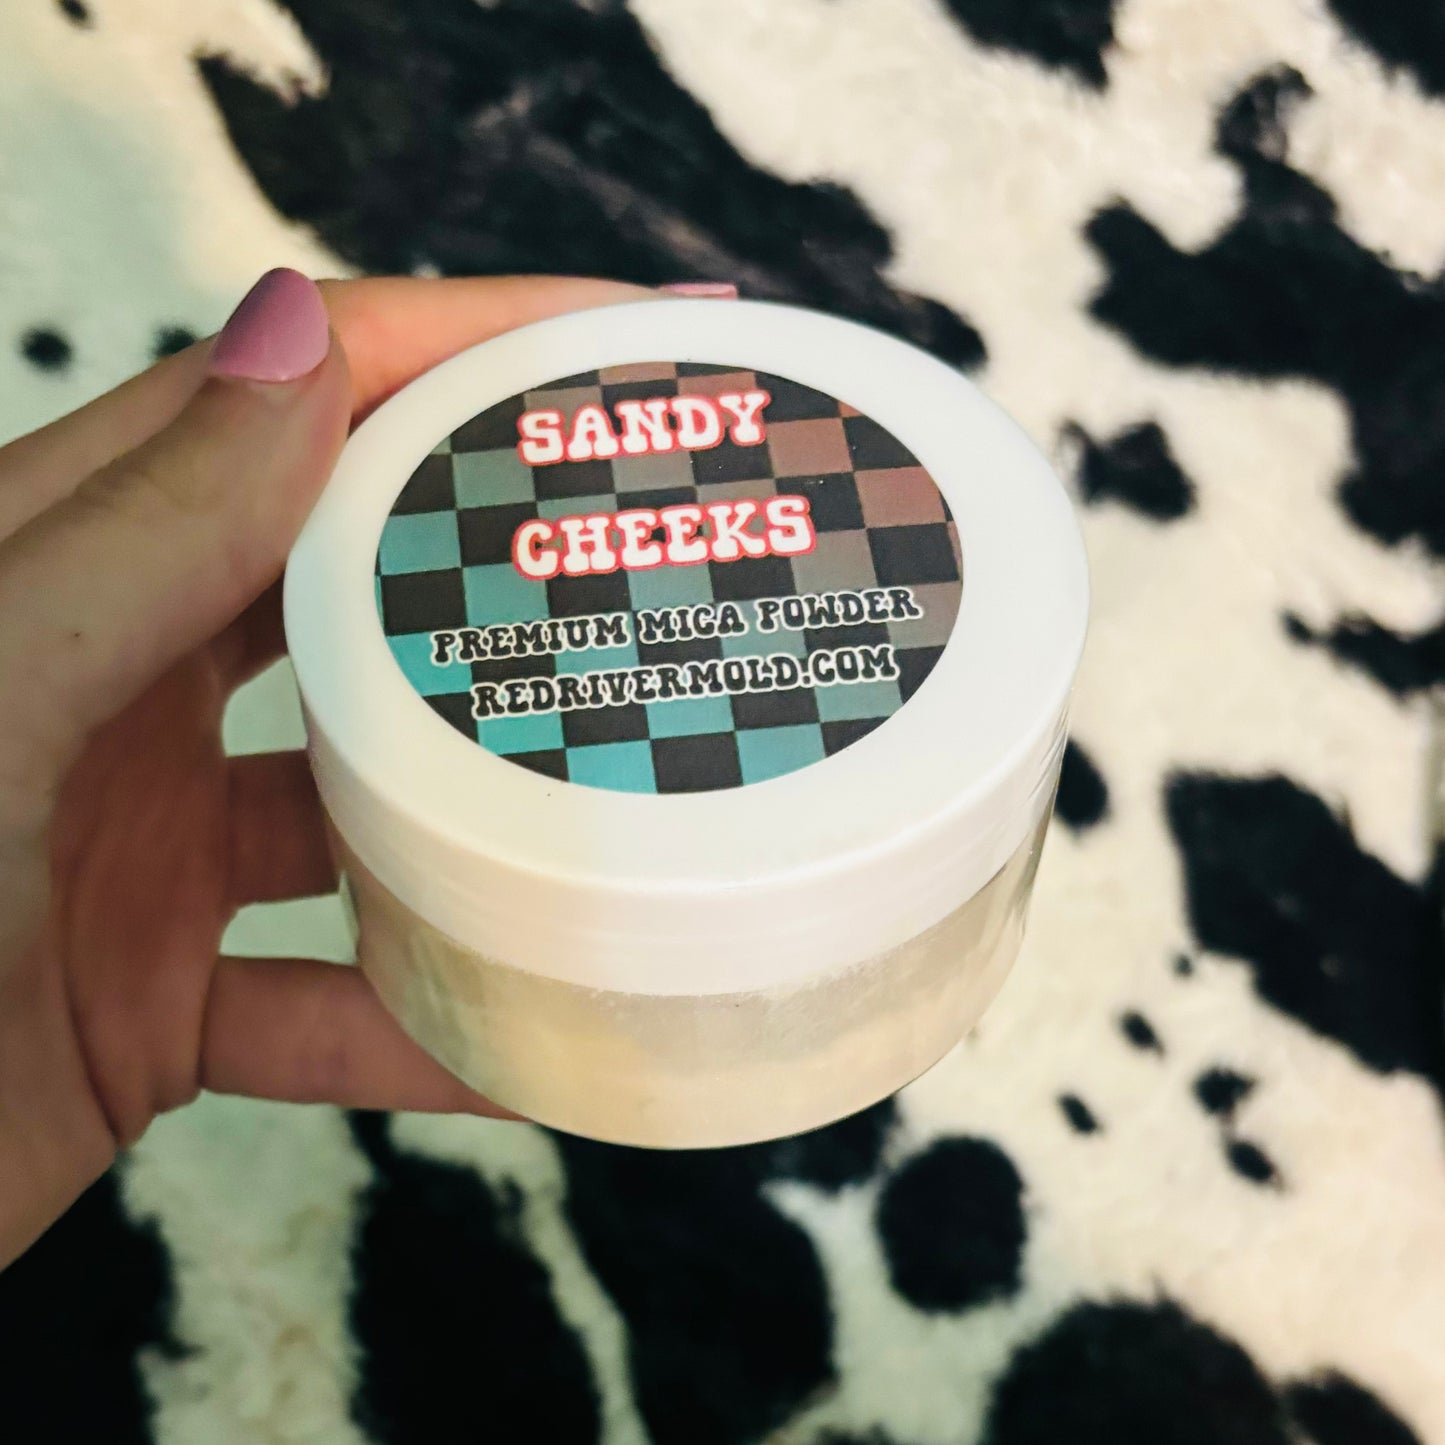 SANDY
CHEEKS
PREMIUM MICA POWDER
REDRIVERMOLD.COM